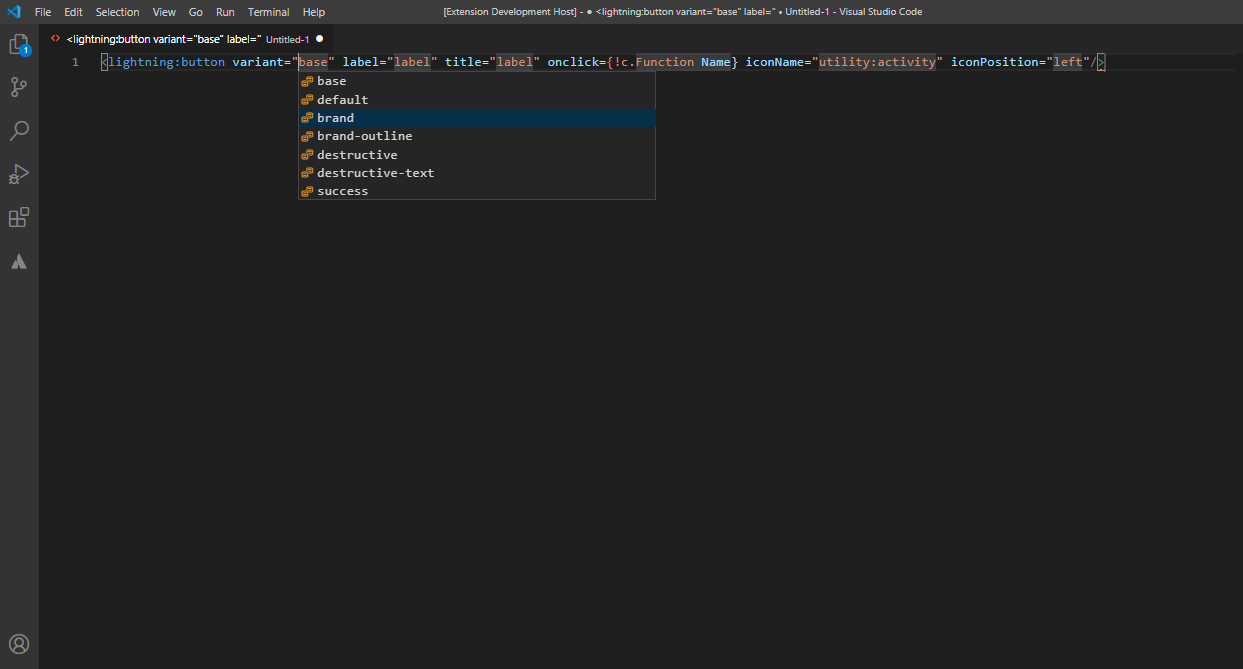 File Edit Selection View Go Run Terminal Help [Extension Development Host] - ● <lightning:button variant="base" label=" • Untitled-1 - Visual Studio Code
<lightning:button variant="base" label=" Untitled-1 ●
1 <lightning:button variant="base" label="label" title="label" onclick={!c.Function Name} iconName="utility:activity" iconPosition="left"/>
base
default
brand
brand-outline
destructive
destructive-text
success
1